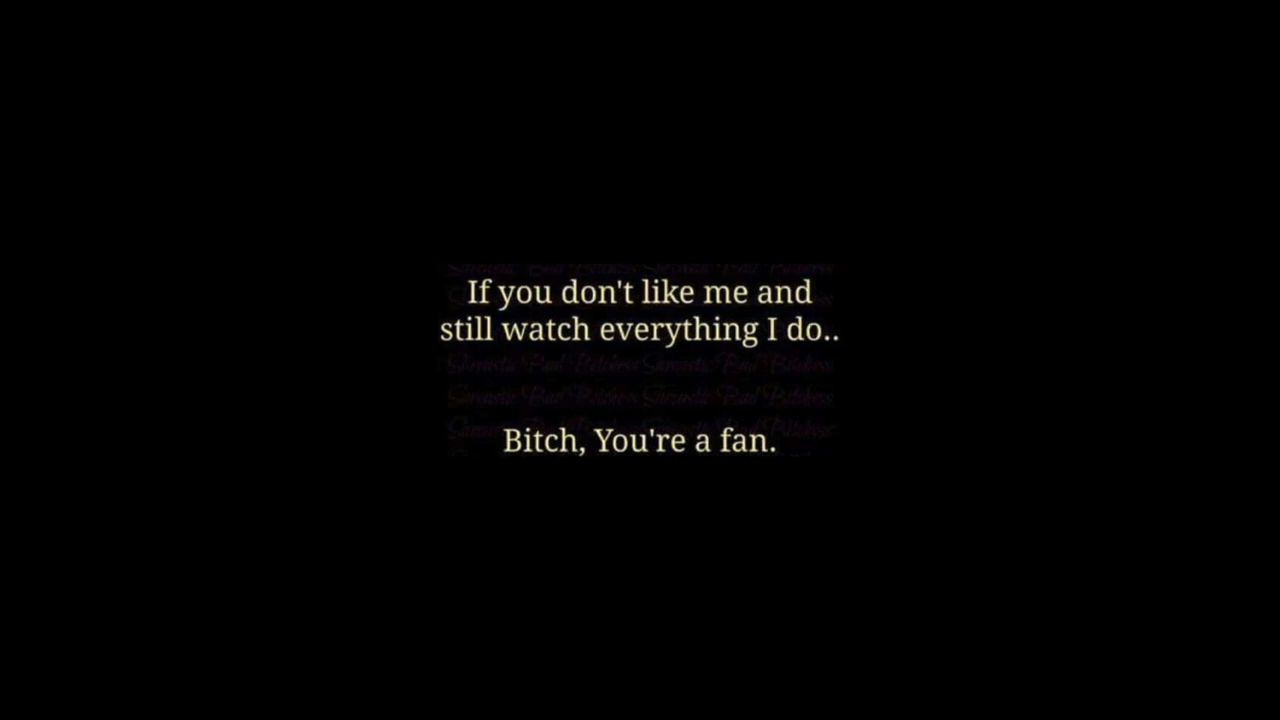 If you don't like me and
still watch everything I do..
Bitch, You're a fan.